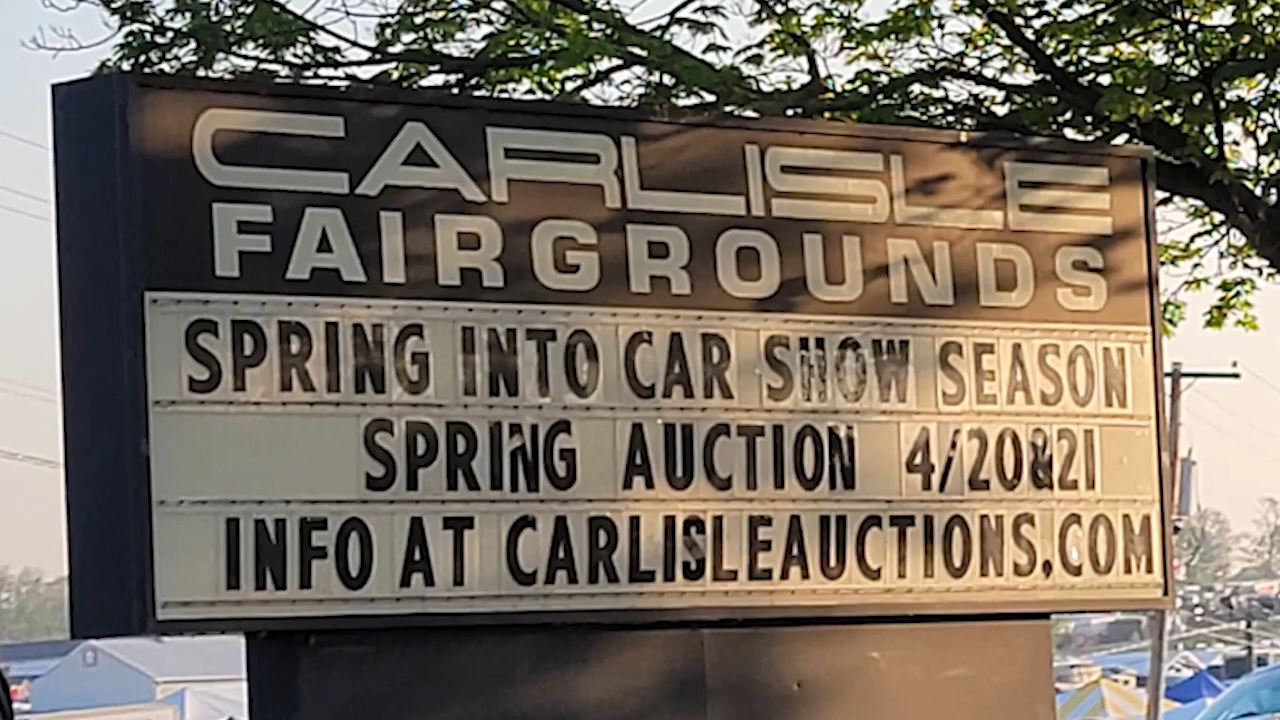 CARLISLE
FAIRGROUNDS
SPRING INTO CAR SHOW SEASON
SPRING AUCTION 4/20&21
INFO AT CARLISLEAUCTIONS.COM